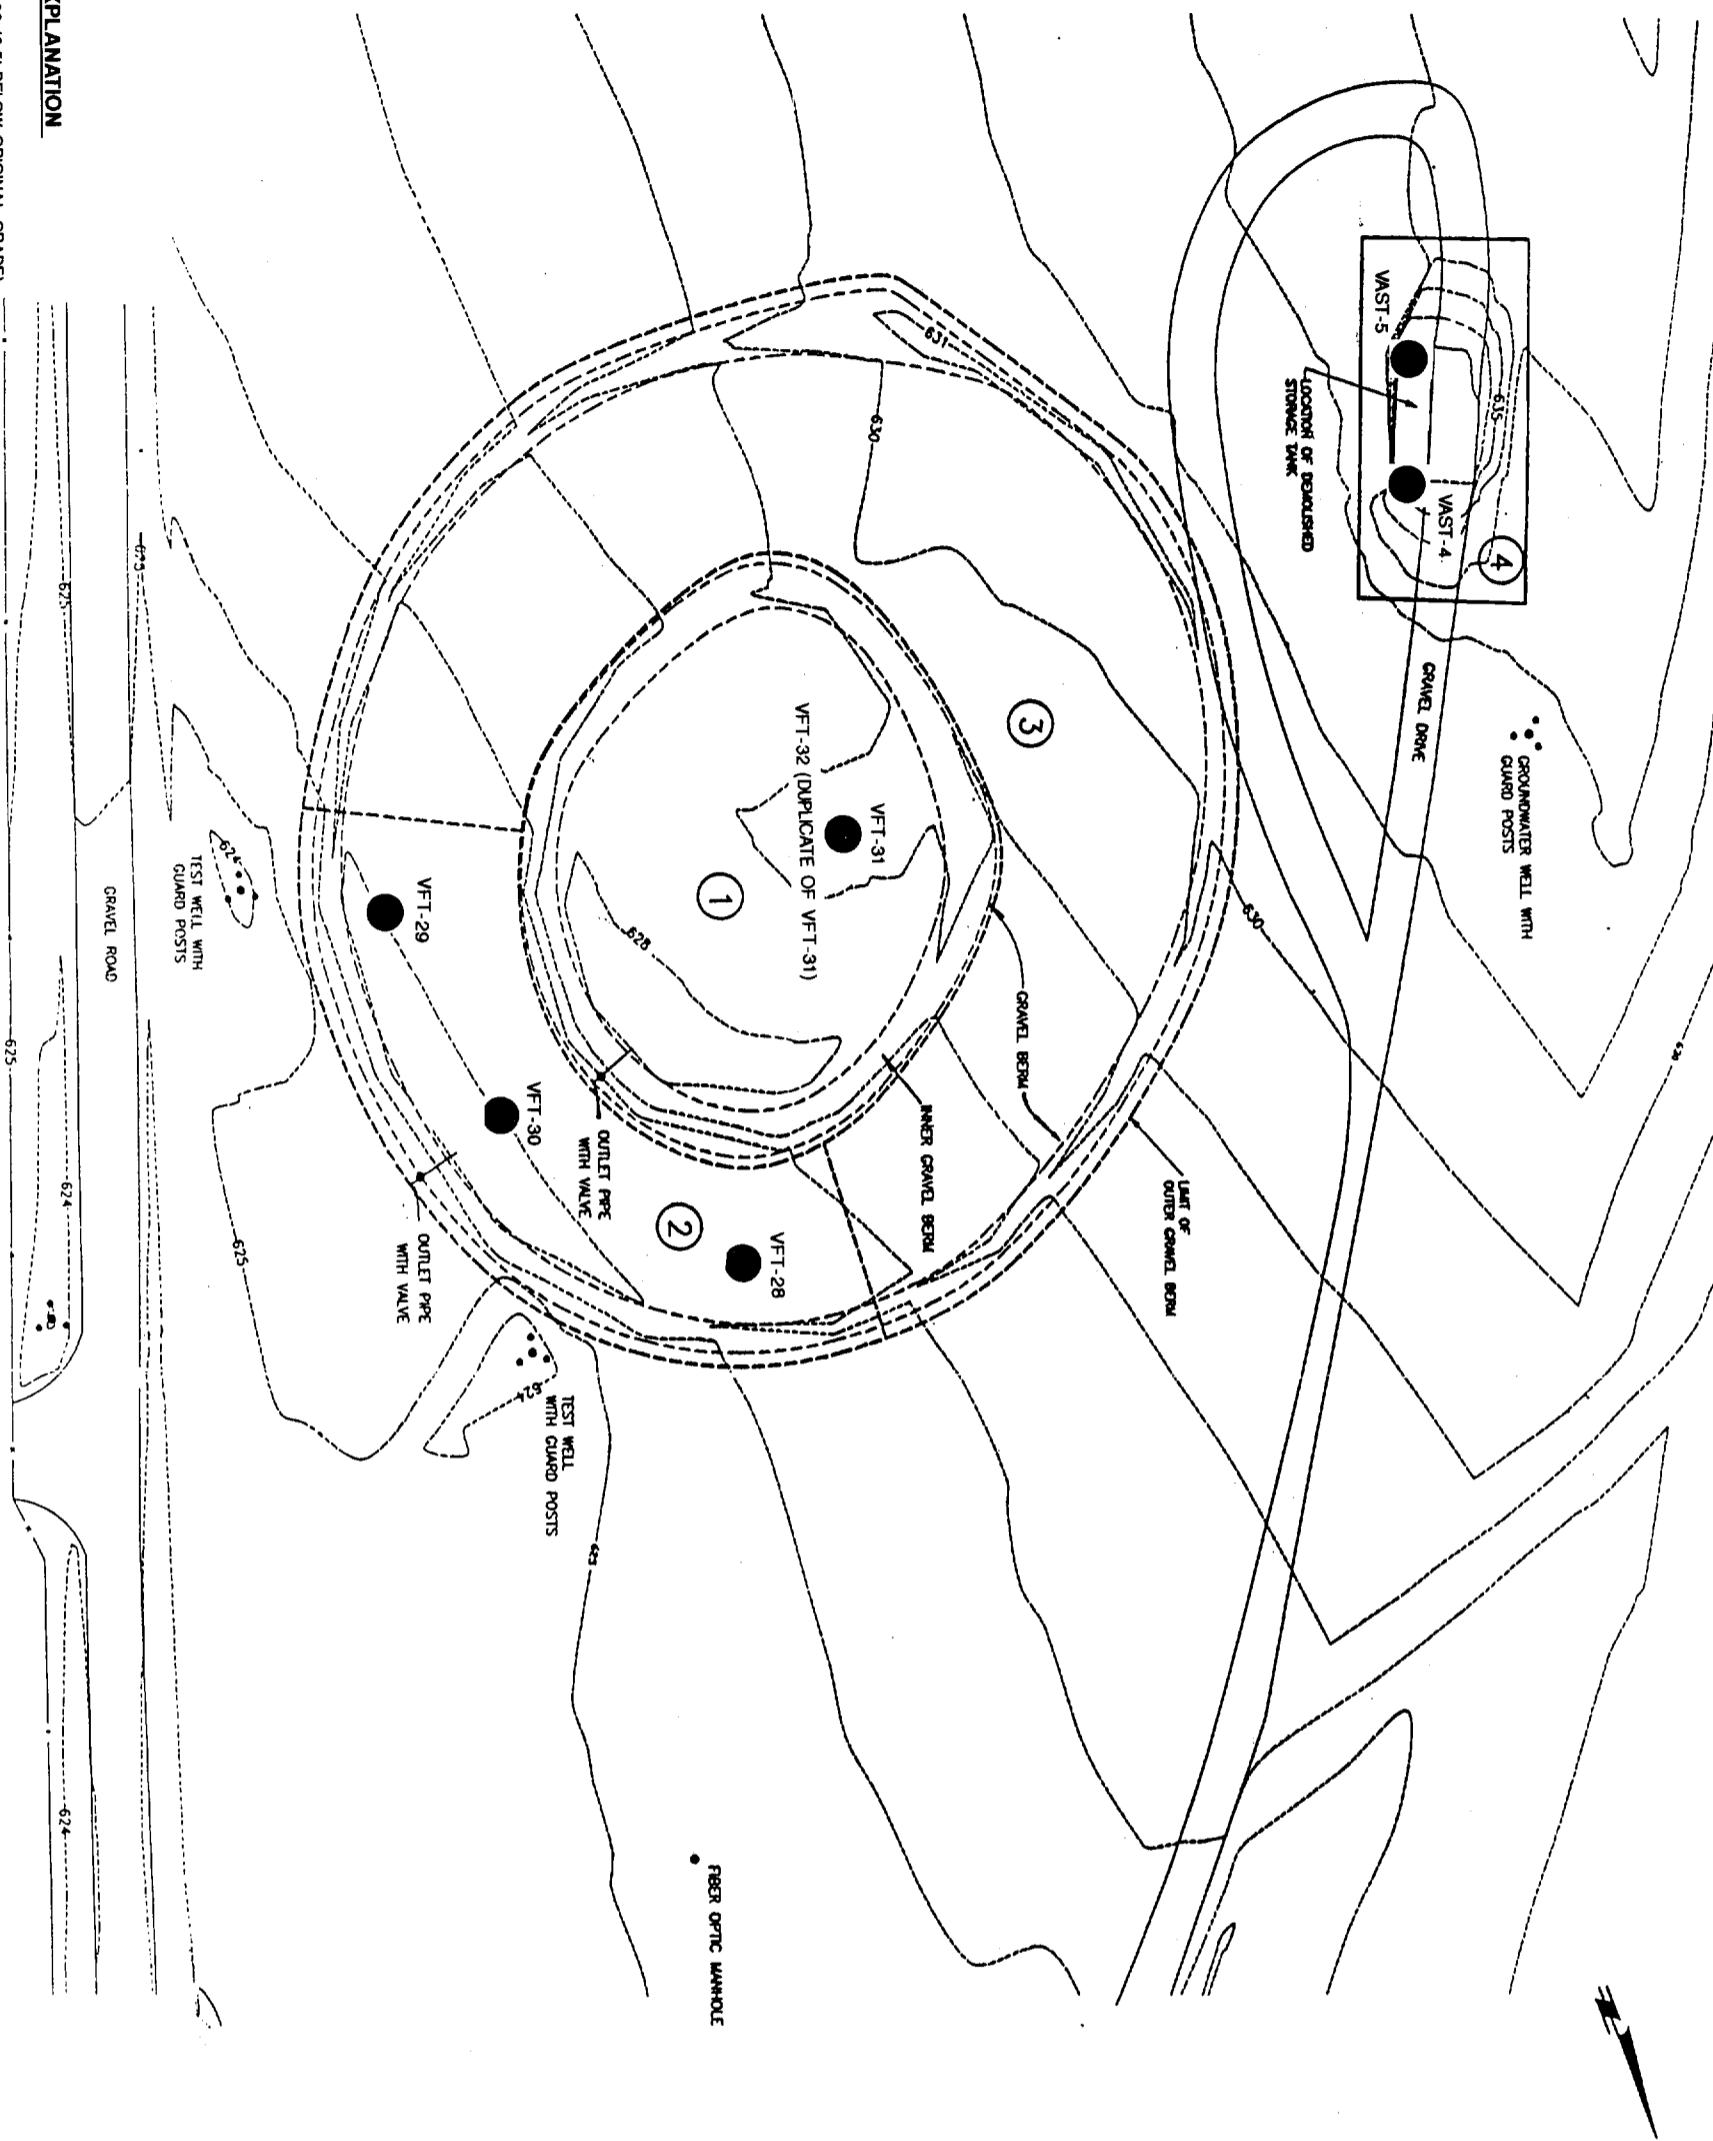 GROUNDWATER WELL WITH
GUARD POSTS
④
635
VAST-4
VAST-5
LOCATION OF DEMOLISHED
STORAGE TANK
GRAVEL DRIVE
630
LIMIT OF
OUTER GRAVEL BERM
GRAVEL BERM
③
631
630
INNER GRAVEL BERM
VFT-31
VFT-32 (DUPLICATE OF VFT-31)
①
628
VFT-28
②
OUTLET PIPE
WITH VALVE
VFT-30
VFT-29
OUTLET PIPE
WITH VALVE
FIBER OPTIC MANHOLE
TEST WELL
WITH GUARD POSTS
TEST WELL WITH
GUARD POSTS
624
625
625
GRAVEL ROAD
625
624
624
625
XPLANATION